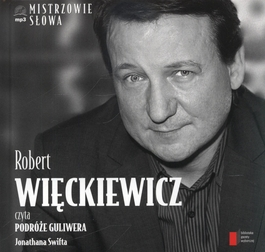 MISTRZOWIE
mp3 SŁOWA
Robert
WIĘCKIEWICZ
czyta
PODRÓŻE GULIWERA
Jonathana Swifta